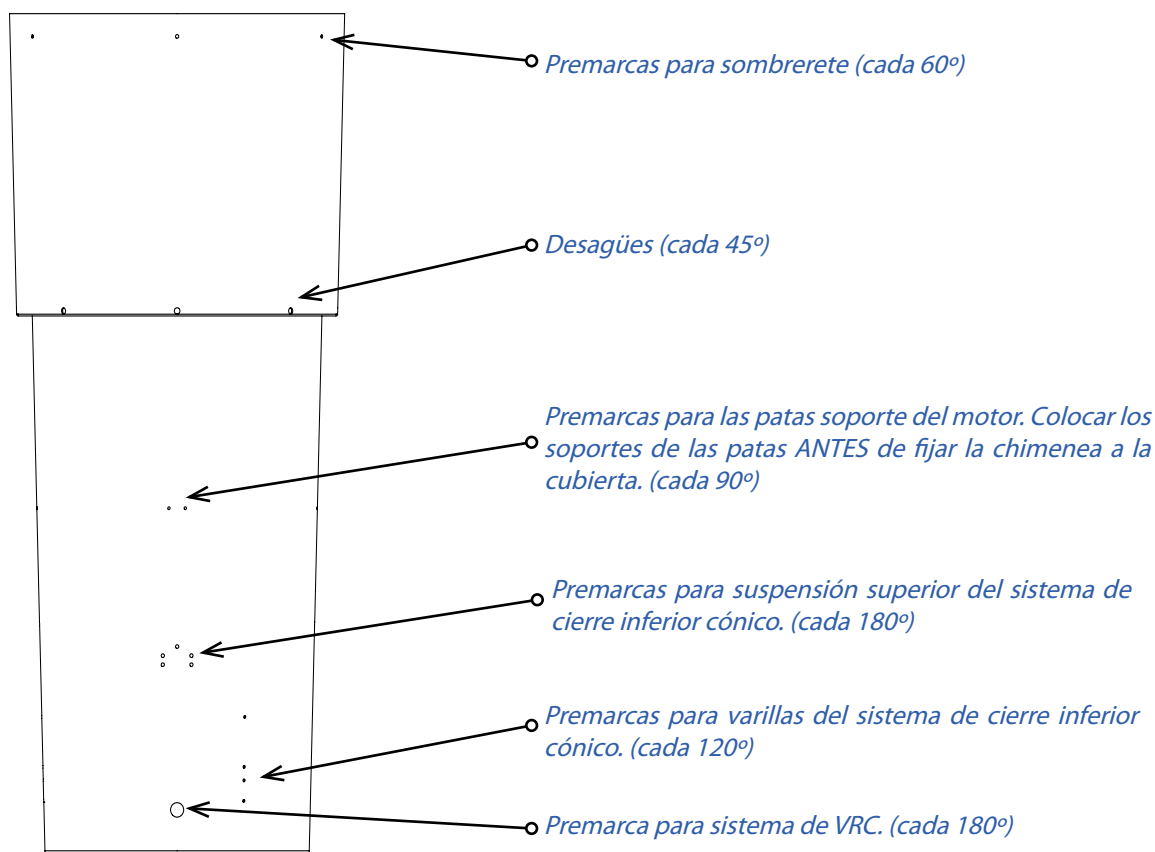 Premarcas para sombrerete (cada 60º)
Desagües (cada 45º)
Premarcas para las patas soporte del motor. Colocar los
soportes de las patas ANTES de fijar la chimenea a la
cubierta. (cada 90º)
Premarcas para suspensión superior del sistema de
cierre inferior cónico. (cada 180º)
Premarcas para varillas del sistema de cierre inferior
cónico. (cada 120º)
Premarca para sistema de VRC. (cada 180º)